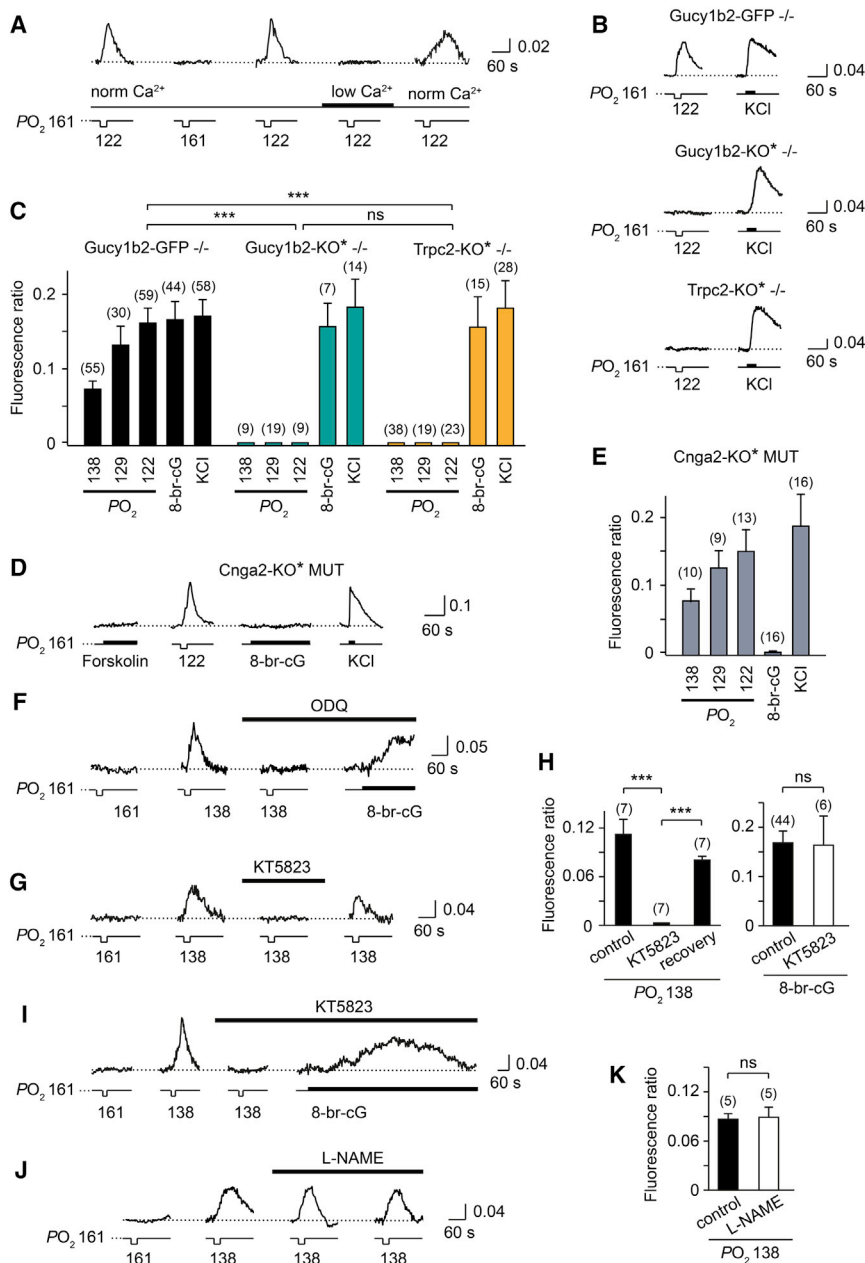 A
0.02
60 s
norm Ca²⁺
low Ca²⁺
norm Ca²⁺
PO₂ 161
122
161
122
122
122
B
Gucy1b2-GFP -/-
0.04
60 s
PO₂ 161
122
KCl
Gucy1b2-KO* -/-
0.04
60 s
PO₂ 161
122
KCl
Trpc2-KO* -/-
0.04
60 s
PO₂ 161
122
KCl
C
***
***
ns
Gucy1b2-GFP -/-
Gucy1b2-KO* -/-
Trpc2-KO* -/-
Fluorescence ratio
0.2
0.1
0
(55)
(30)
(59)
(44)
(58)
(9)
(19)
(9)
(7)
(14)
(38)
(19)
(23)
(15)
(28)
138
129
122
8-br-cG
KCl
138
129
122
8-br-cG
KCl
138
129
122
8-br-cG
KCl
PO₂
PO₂
PO₂
D
Cnga2-KO* MUT
0.1
60 s
PO₂ 161
Forskolin
122
8-br-cG
KCl
E
Cnga2-KO* MUT
Fluorescence ratio
0.2
0.1
0
(10)
(9)
(13)
(16)
(16)
138
129
122
8-br-cG
KCl
PO₂
F
ODQ
0.05
60 s
PO₂ 161
161
138
138
8-br-cG
G
KT5823
0.04
60 s
PO₂ 161
161
138
138
138
H
Fluorescence ratio
0.12
0.06
0
***
***
(7)
(7)
(7)
control
KT5823
recovery
PO₂ 138
ns
0.2
0.1
0
(44)
(6)
control
KT5823
8-br-cG
I
KT5823
0.04
60 s
PO₂ 161
161
138
138
8-br-cG
J
L-NAME
0.04
60 s
PO₂ 161
161
138
138
138
K
Fluorescence ratio
ns
0.12
0.06
0
(5)
(5)
control
L-NAME
PO₂ 138